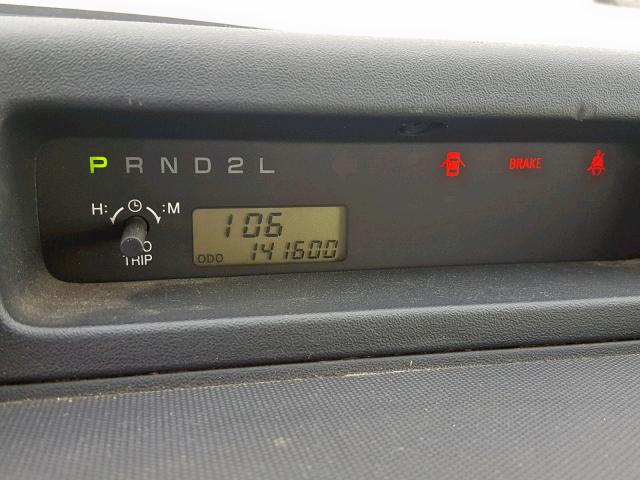 P R N D 2 L
BRAKE
H: :M
106
ODO 141600
TRIP